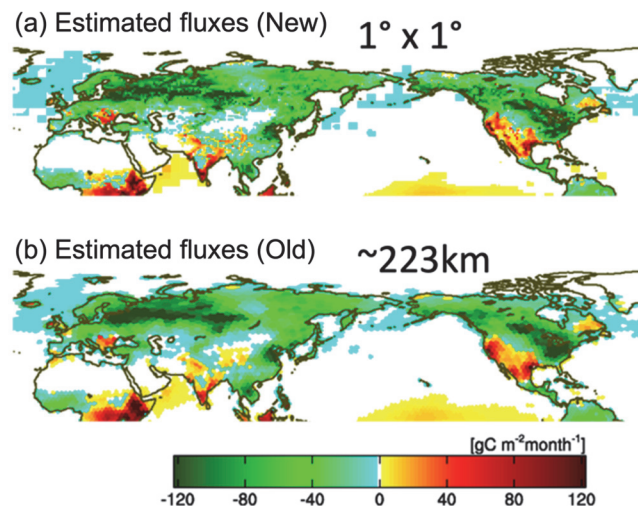 (a) Estimated fluxes (New)
1° x 1°
(b) Estimated fluxes (Old)
~223km
[gC m⁻²month⁻¹]
-120 -80 -40 0 40 80 120